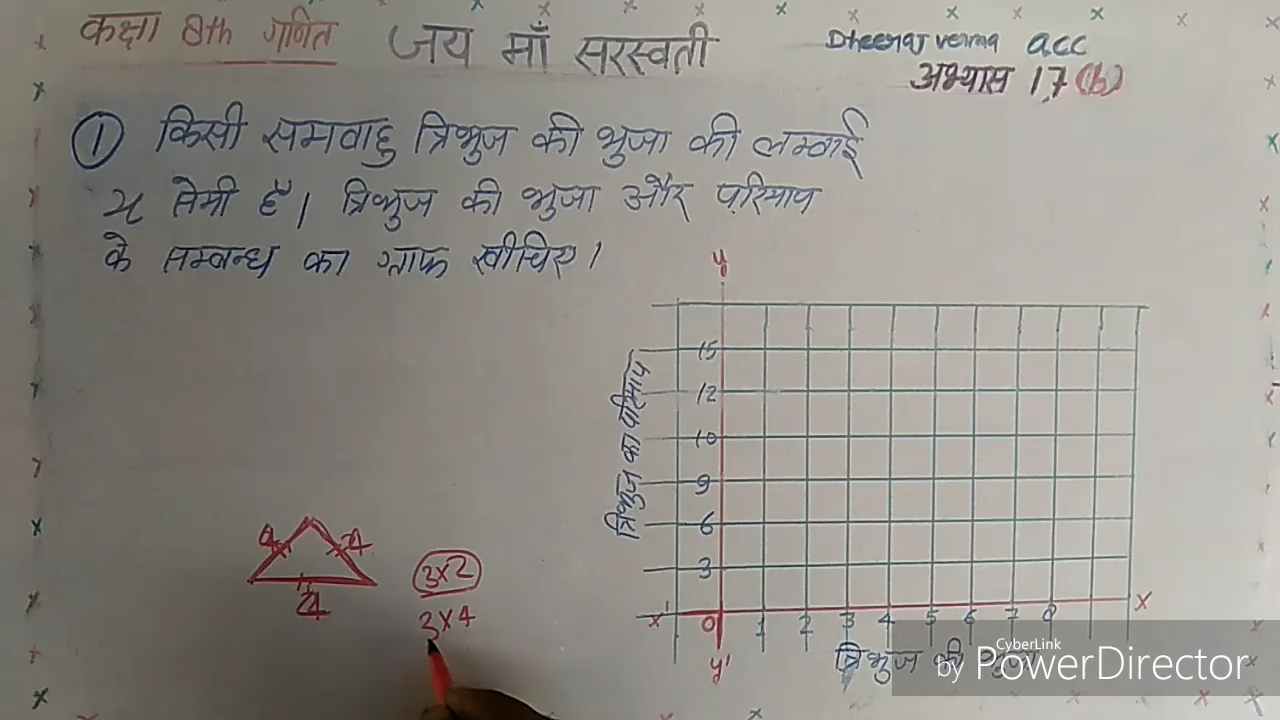 कक्षा 8th गणित जय माँ सरस्वती Dheeraj verma acc
अभ्यास 17(b)
① किसी समबाहु त्रिभुज की भुजा की लम्बाई
x सेमी है। त्रिभुज की भुजा और परिमाप
के सम्बन्ध का ग्राफ खीचिए।
y
15
12
10
9
6
3
त्रिभुज का परिमाप
4 4
4
3×2
3×4
x' 0 1 2 3 4 5 6 7 8 x
y'
त्रिभुज की भुजा
CyberLink
by PowerDirector